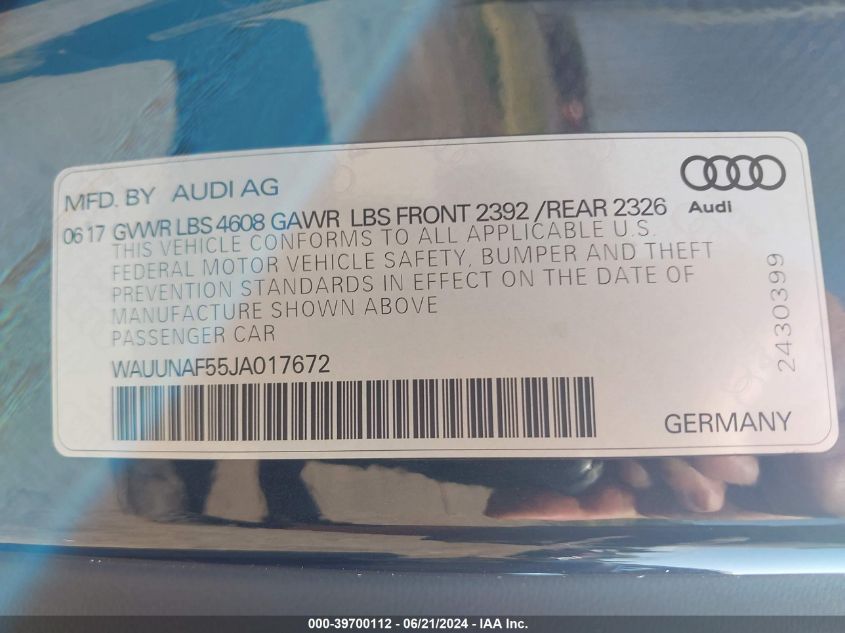 MFD. BY AUDI AG
Audi
06 17 GVWR LBS 4608 GAWR LBS FRONT 2392 /REAR 2326
THIS VEHICLE CONFORMS TO ALL APPLICABLE U.S.
FEDERAL MOTOR VEHICLE SAFETY, BUMPER AND THEFT
PREVENTION STANDARDS IN EFFECT ON THE DATE OF
MANUFACTURE SHOWN ABOVE
PASSENGER CAR
WAUUNAF55JA017672
2430399
GERMANY
000-39700112 - 06/21/2024 - IAA Inc.